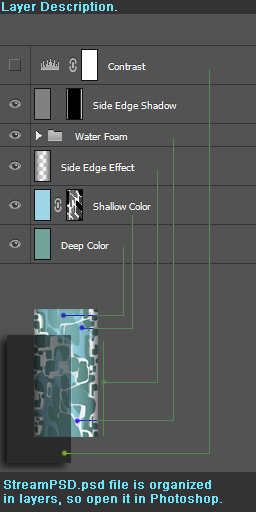 Layer Description.
Contrast
Side Edge Shadow
Water Foam
Side Edge Effect
Shallow Color
Deep Color
StreamPSD.psd file is organized
in layers, so open it in Photoshop.